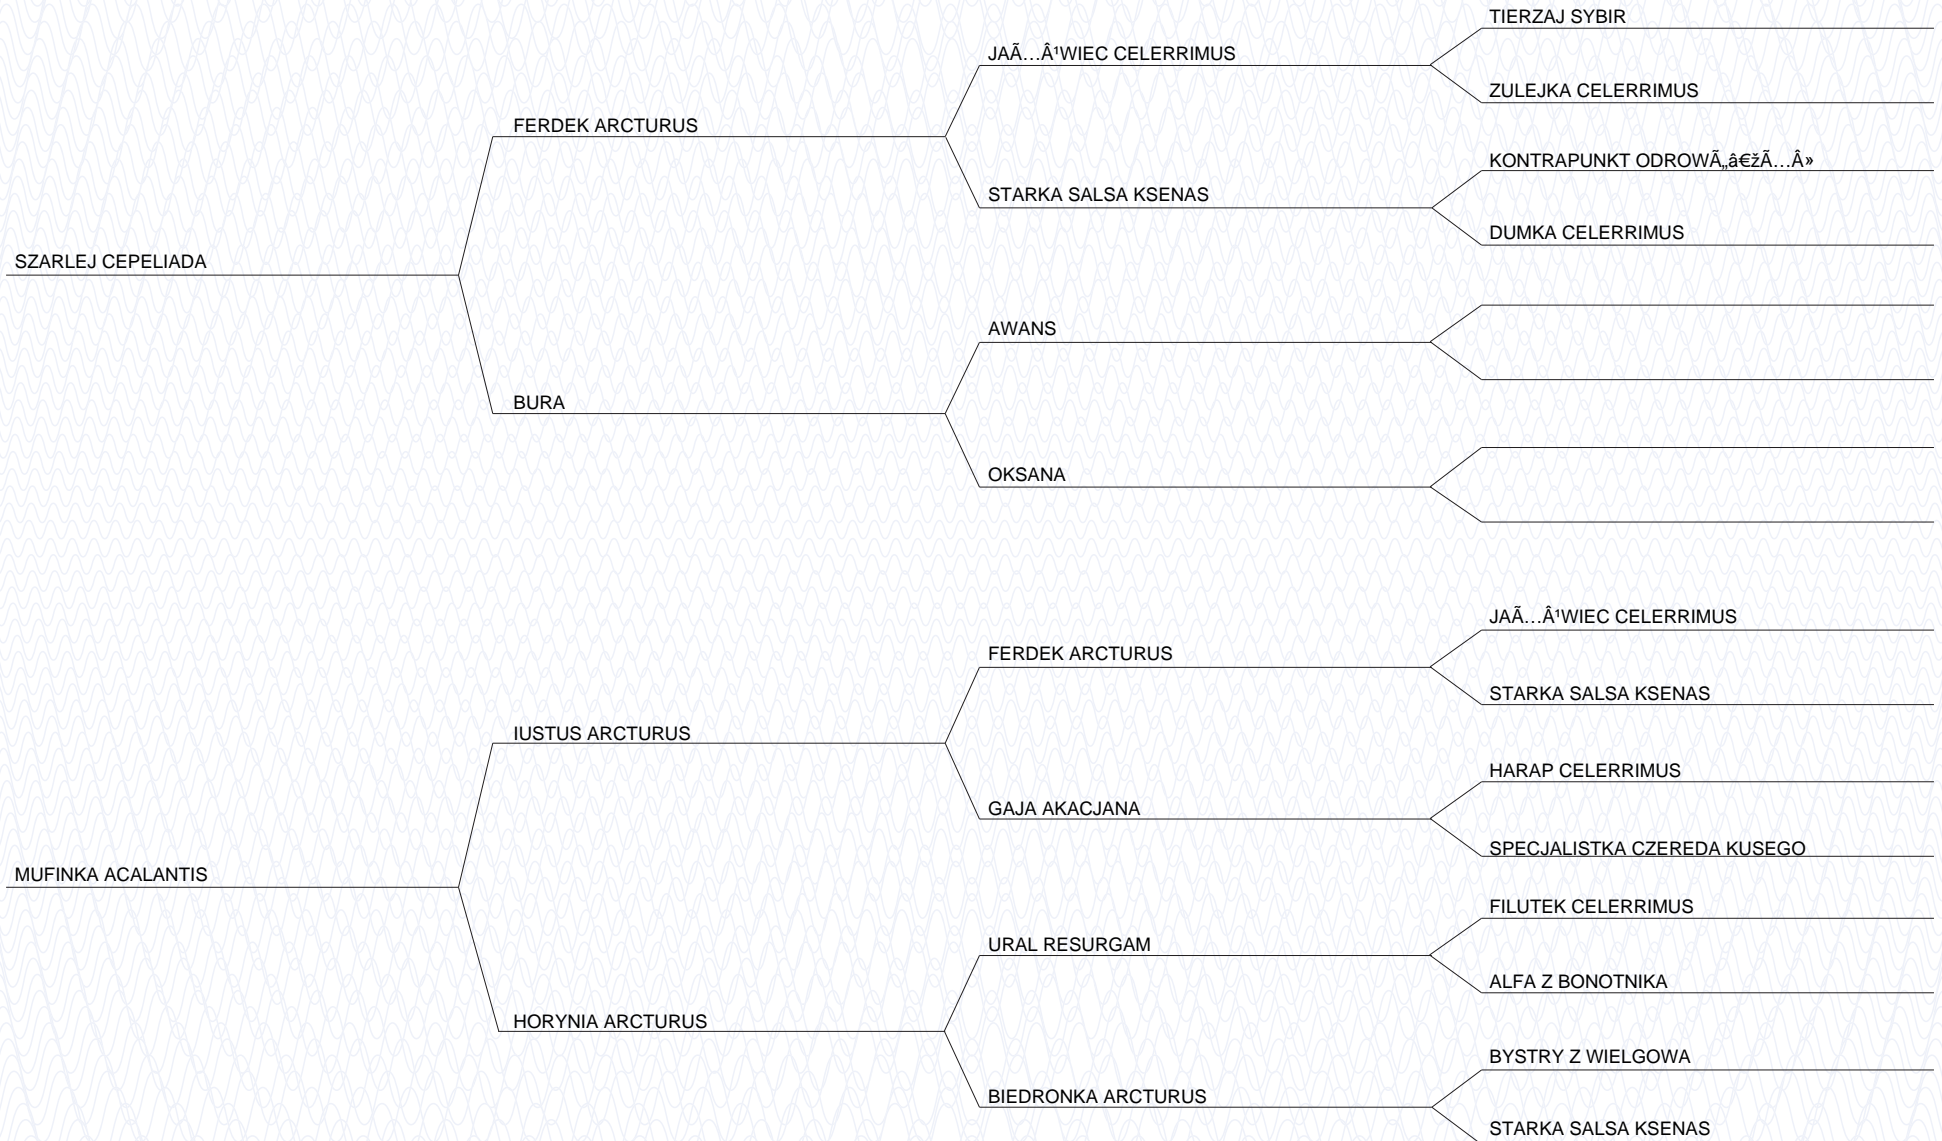 TIERZAJ SYBIR
JAÃ…Â¹WIEC CELERRIMUS
ZULEJKA CELERRIMUS
FERDEK ARCTURUS
KONTRAPUNKT ODROWÃ„â€žÃ…Â»
STARKA SALSA KSENAS
DUMKA CELERRIMUS
SZARLEJ CEPELIADA
AWANS
BURA
OKSANA
JAÃ…Â¹WIEC CELERRIMUS
FERDEK ARCTURUS
STARKA SALSA KSENAS
IUSTUS ARCTURUS
HARAP CELERRIMUS
GAJA AKACJANA
SPECJALISTKA CZEREDA KUSEGO
MUFINKA ACALANTIS
FILUTEK CELERRIMUS
URAL RESURGAM
ALFA Z BONOTNIKA
HORYNIA ARCTURUS
BYSTRY Z WIELGOWA
BIEDRONKA ARCTURUS
STARKA SALSA KSENAS